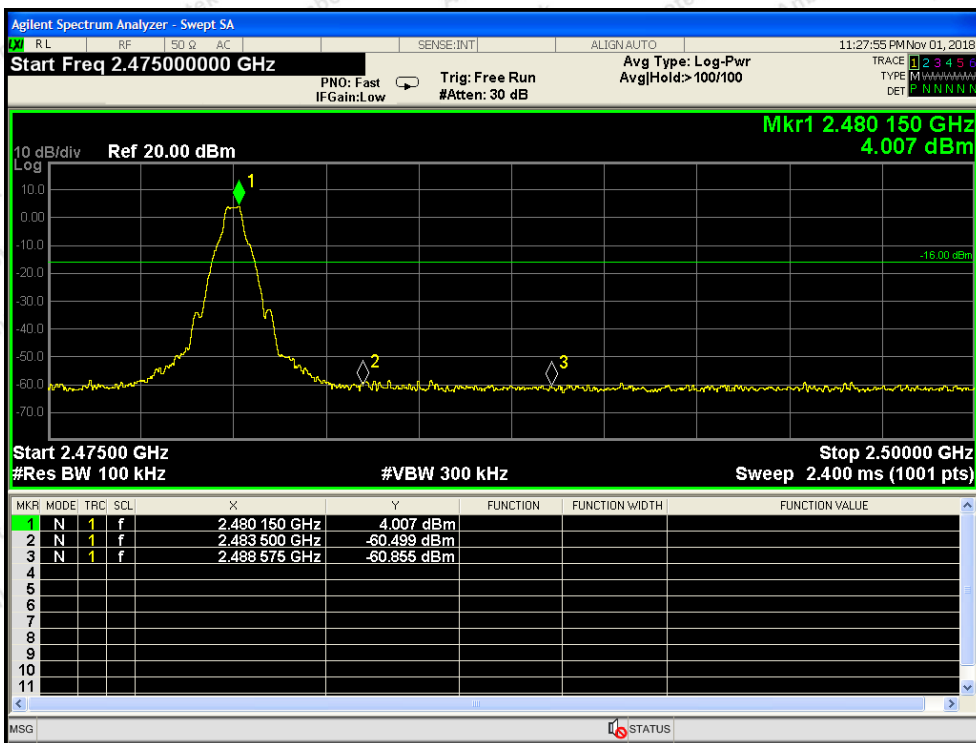 Agilent Spectrum Analyzer - Swept SA
LXI RL RF 50 Ω AC SENSE:INT ALIGN AUTO 11:27:55 PM Nov 01, 2018
Start Freq 2.475000000 GHz
PNO: Fast
IFGain:Low
Trig: Free Run
#Atten: 30 dB
Avg Type: Log-Pwr
Avg|Hold:> 100/100
TRACE 1 2 3 4 5 6
TYPE M
DET P N N N N N
Mkr1 2.480 150 GHz
4.007 dBm
10 dB/div Ref 20.00 dBm
Log
10.0
0.00
-10.0
-20.0
-30.0
-40.0
-50.0
-60.0
-70.0
1
-16.00 dBm
2
3
Start 2.47500 GHz Stop 2.50000 GHz
#Res BW 100 kHz #VBW 300 kHz Sweep 2.400 ms (1001 pts)
MKR MODE TRC SCL X Y FUNCTION FUNCTION WIDTH FUNCTION VALUE
1 N 1 f 2.480 150 GHz 4.007 dBm
2 N 1 f 2.483 500 GHz -60.499 dBm
3 N 1 f 2.488 575 GHz -60.855 dBm
4
5
6
7
8
9
10
11
MSG STATUS